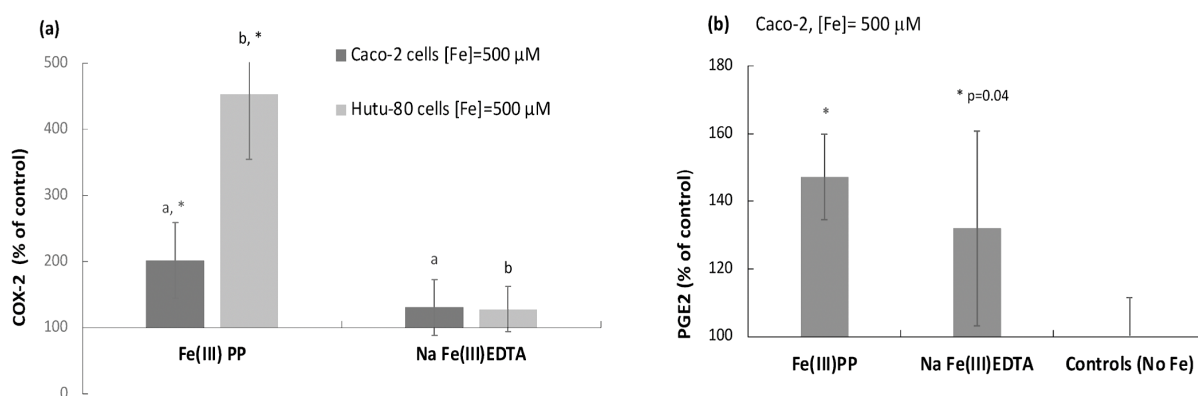 (a)
b, *
500
400
300
200
100
0
COX-2 (% of control)
Caco-2 cells [Fe]=500 μM
Hutu-80 cells [Fe]=500 μM
a, *
a
b
Fe(III) PP
Na Fe(III)EDTA
(b) Caco-2, [Fe]= 500 μM
180
160
140
120
100
PGE2 (% of control)
*
* p=0.04
Fe(III)PP
Na Fe(III)EDTA
Controls (No Fe)